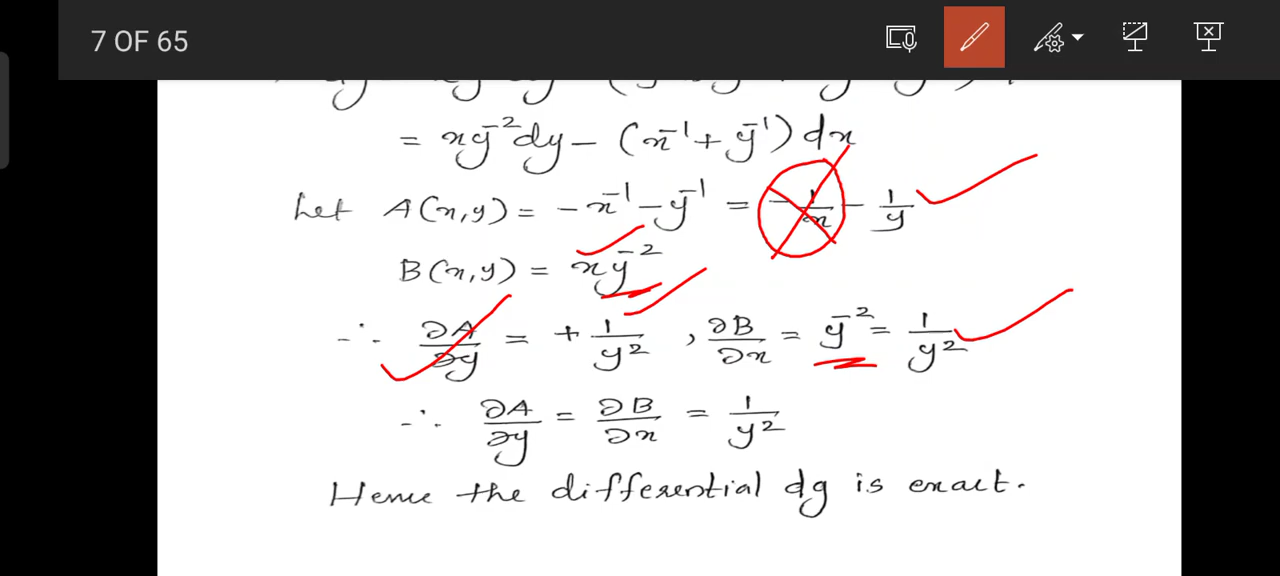 7 OF 65
= xy⁻²dy – (x⁻¹ + y⁻¹) dx
Let A(x,y) = –x⁻¹ – y⁻¹ = – 1/x – 1/y
B(x,y) = xy⁻²
∴ ∂A/∂y = + 1/y² , ∂B/∂x = y⁻² = 1/y²
∴ ∂A/∂y = ∂B/∂x = 1/y²
Hence the differential dg is exact.